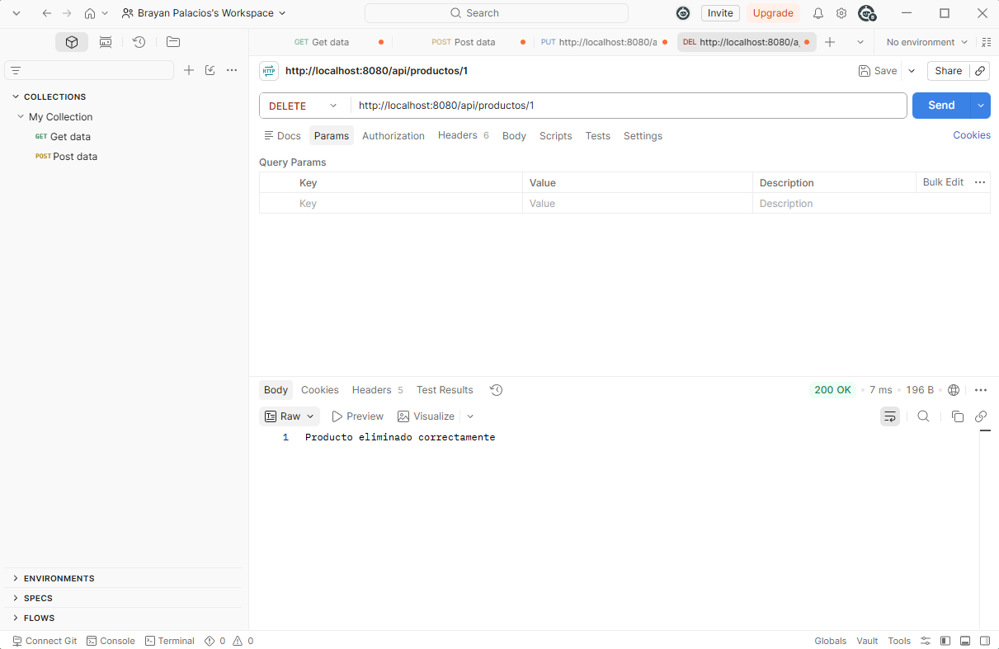 Brayan Palacios's Workspace
Search
Invite
Upgrade
GET Get data
POST Post data
PUT http://localhost:8080/a
DEL http://localhost:8080/a
No environment
http://localhost:8080/api/productos/1
Save
Share
COLLECTIONS
My Collection
GET Get data
POST Post data
DELETE
http://localhost:8080/api/productos/1
Send
Docs
Params
Authorization
Headers 6
Body
Scripts
Tests
Settings
Cookies
Query Params
Key
Value
Description
Bulk Edit
Key
Value
Description
Body
Cookies
Headers 5
Test Results
200 OK
7 ms
196 B
Raw
Preview
Visualize
1 Producto eliminado correctamente
ENVIRONMENTS
SPECS
FLOWS
Connect Git
Console
Terminal
0
0
Globals
Vault
Tools